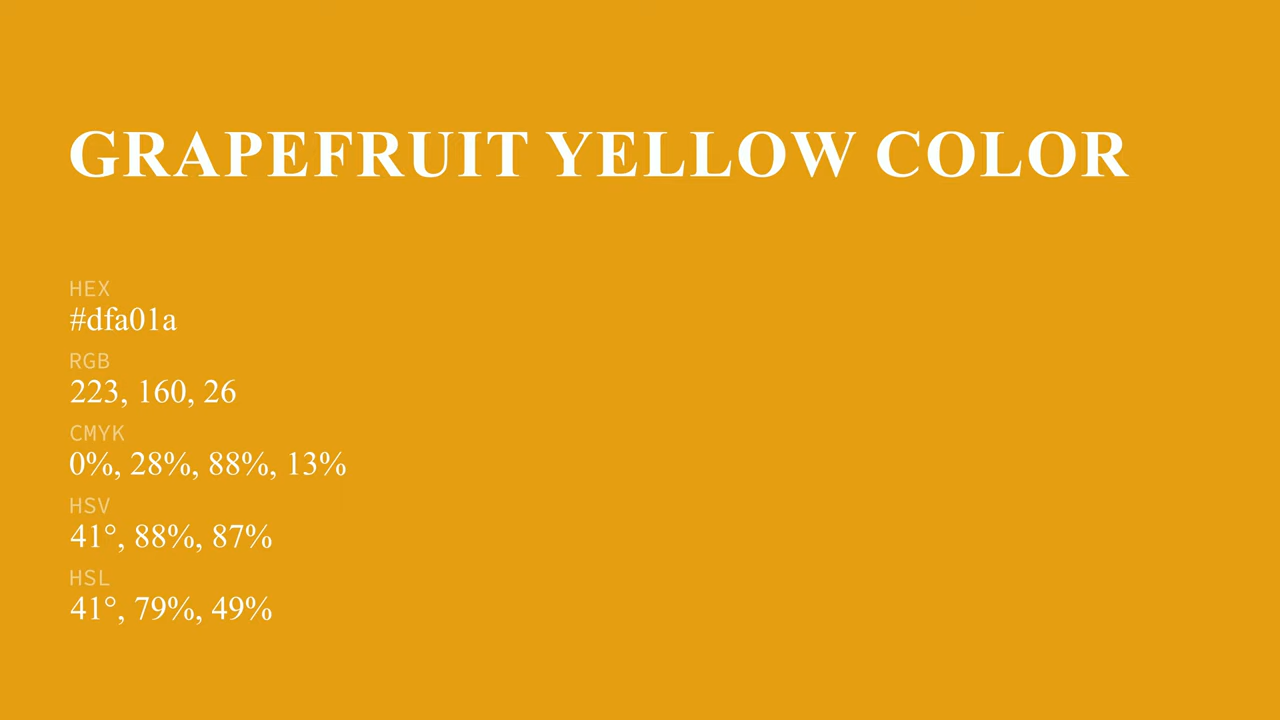 GRAPEFRUIT YELLOW COLOR
HEX
#dfa01a
RGB
223, 160, 26
CMYK
0%, 28%, 88%, 13%
HSV
41°, 88%, 87%
HSL
41°, 79%, 49%